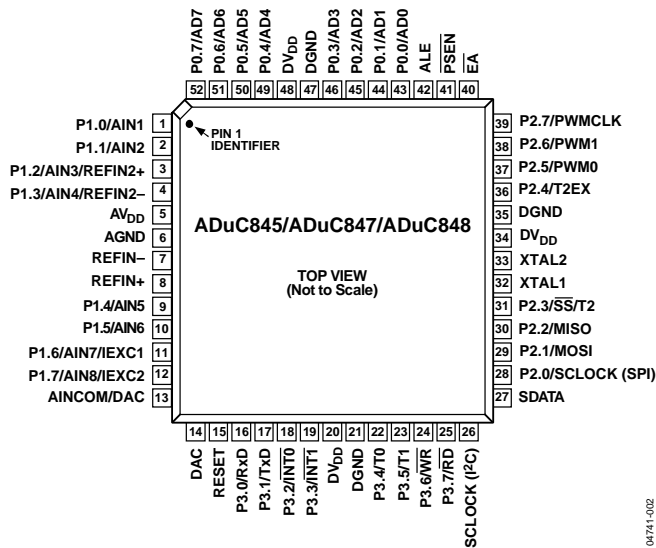 P0.7/AD7
P0.6/AD6
P0.5/AD5
P0.4/AD4
DVDD
DGND
P0.3/AD3
P0.2/AD2
P0.1/AD1
P0.0/AD0
ALE
PSEN
EA
52 51 50 49 48 47 46 45 44 43 42 41 40
P1.0/AIN1 1
P1.1/AIN2 2
P1.2/AIN3/REFIN2+ 3
P1.3/AIN4/REFIN2– 4
AVDD 5
AGND 6
REFIN– 7
REFIN+ 8
P1.4/AIN5 9
P1.5/AIN6 10
P1.6/AIN7/IEXC1 11
P1.7/AIN8/IEXC2 12
AINCOM/DAC 13
PIN 1
IDENTIFIER
ADuC845/ADuC847/ADuC848
TOP VIEW
(Not to Scale)
39 P2.7/PWMCLK
38 P2.6/PWM1
37 P2.5/PWM0
36 P2.4/T2EX
35 DGND
34 DVDD
33 XTAL2
32 XTAL1
31 P2.3/SS/T2
30 P2.2/MISO
29 P2.1/MOSI
28 P2.0/SCLOCK (SPI)
27 SDATA
14 15 16 17 18 19 20 21 22 23 24 25 26
DAC
RESET
P3.0/RxD
P3.1/TxD
P3.2/INT0
P3.3/INT1
DVDD
DGND
P3.4/T0
P3.5/T1
P3.6/WR
P3.7/RD
SCLOCK (I²C)
04741-002